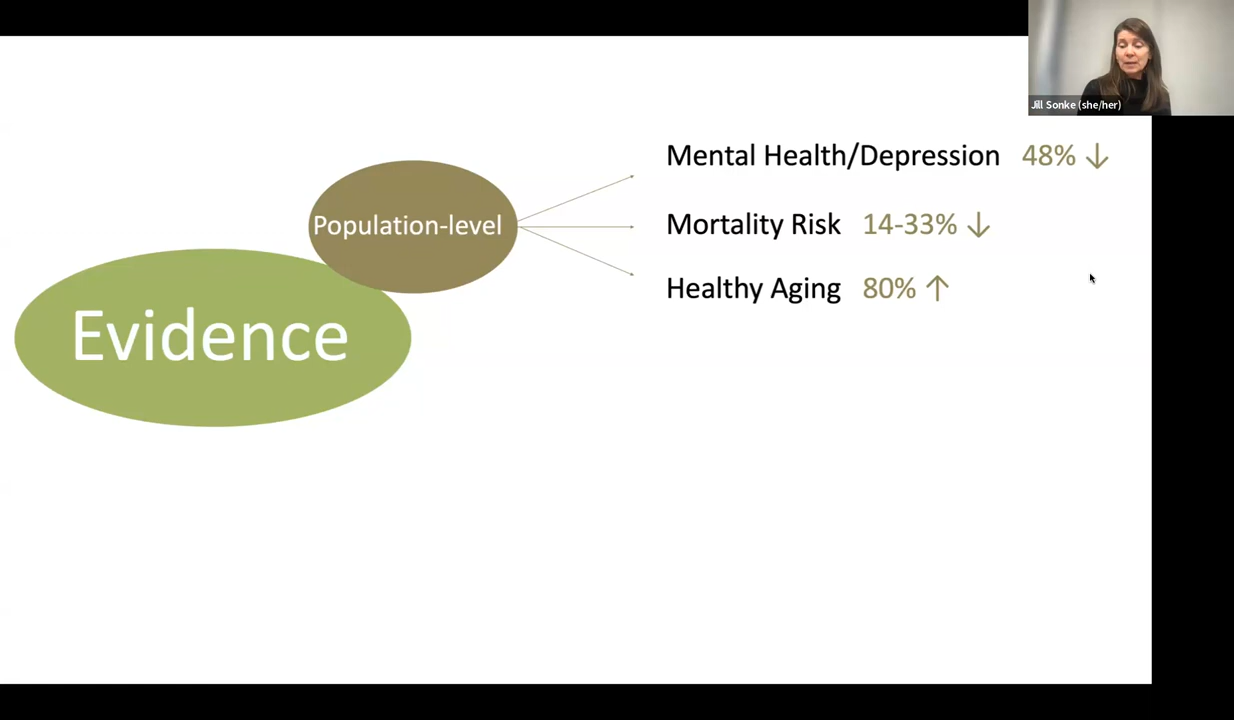 Jill Sonke (she/her)
Mental Health/Depression 48% ↓
Population-level
Mortality Risk 14-33% ↓
Healthy Aging 80% ↑
Evidence